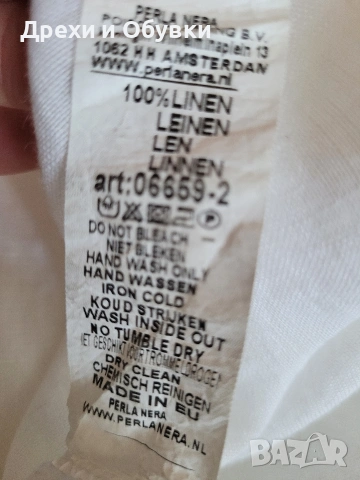 Дрехи и Обувки
PERLA NERA
B.V.
13
1062 HH AMSTERDAM
www.perlanera.nl
100%LINEN
LEINEN
LEN
LINNEN
art:06659-2
DO NOT BLEACH
NIET BLEKEN
HAND WASH ONLY
HAND WASSEN
IRON COLD
KOUD STRIJKEN
WASH INSIDE OUT
NO TUMBLE DRY
DRY CLEAN
CHEMISCH REINIGEN
MADE IN EU
PERLA NERA
WWW.PERLANERA.NL
BAZAR
bg